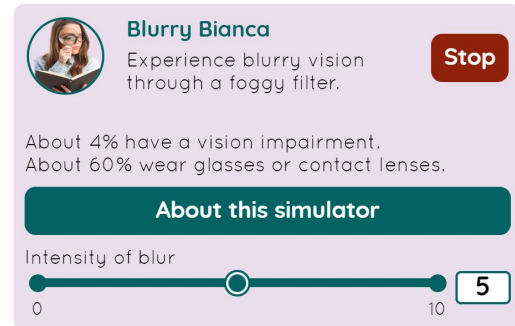 Blurry Bianca
Experience blurry vision
through a foggy filter.
Stop
About 4% have a vision impairment.
About 60% wear glasses or contact lenses.
About this simulator
Intensity of blur
5
0
10